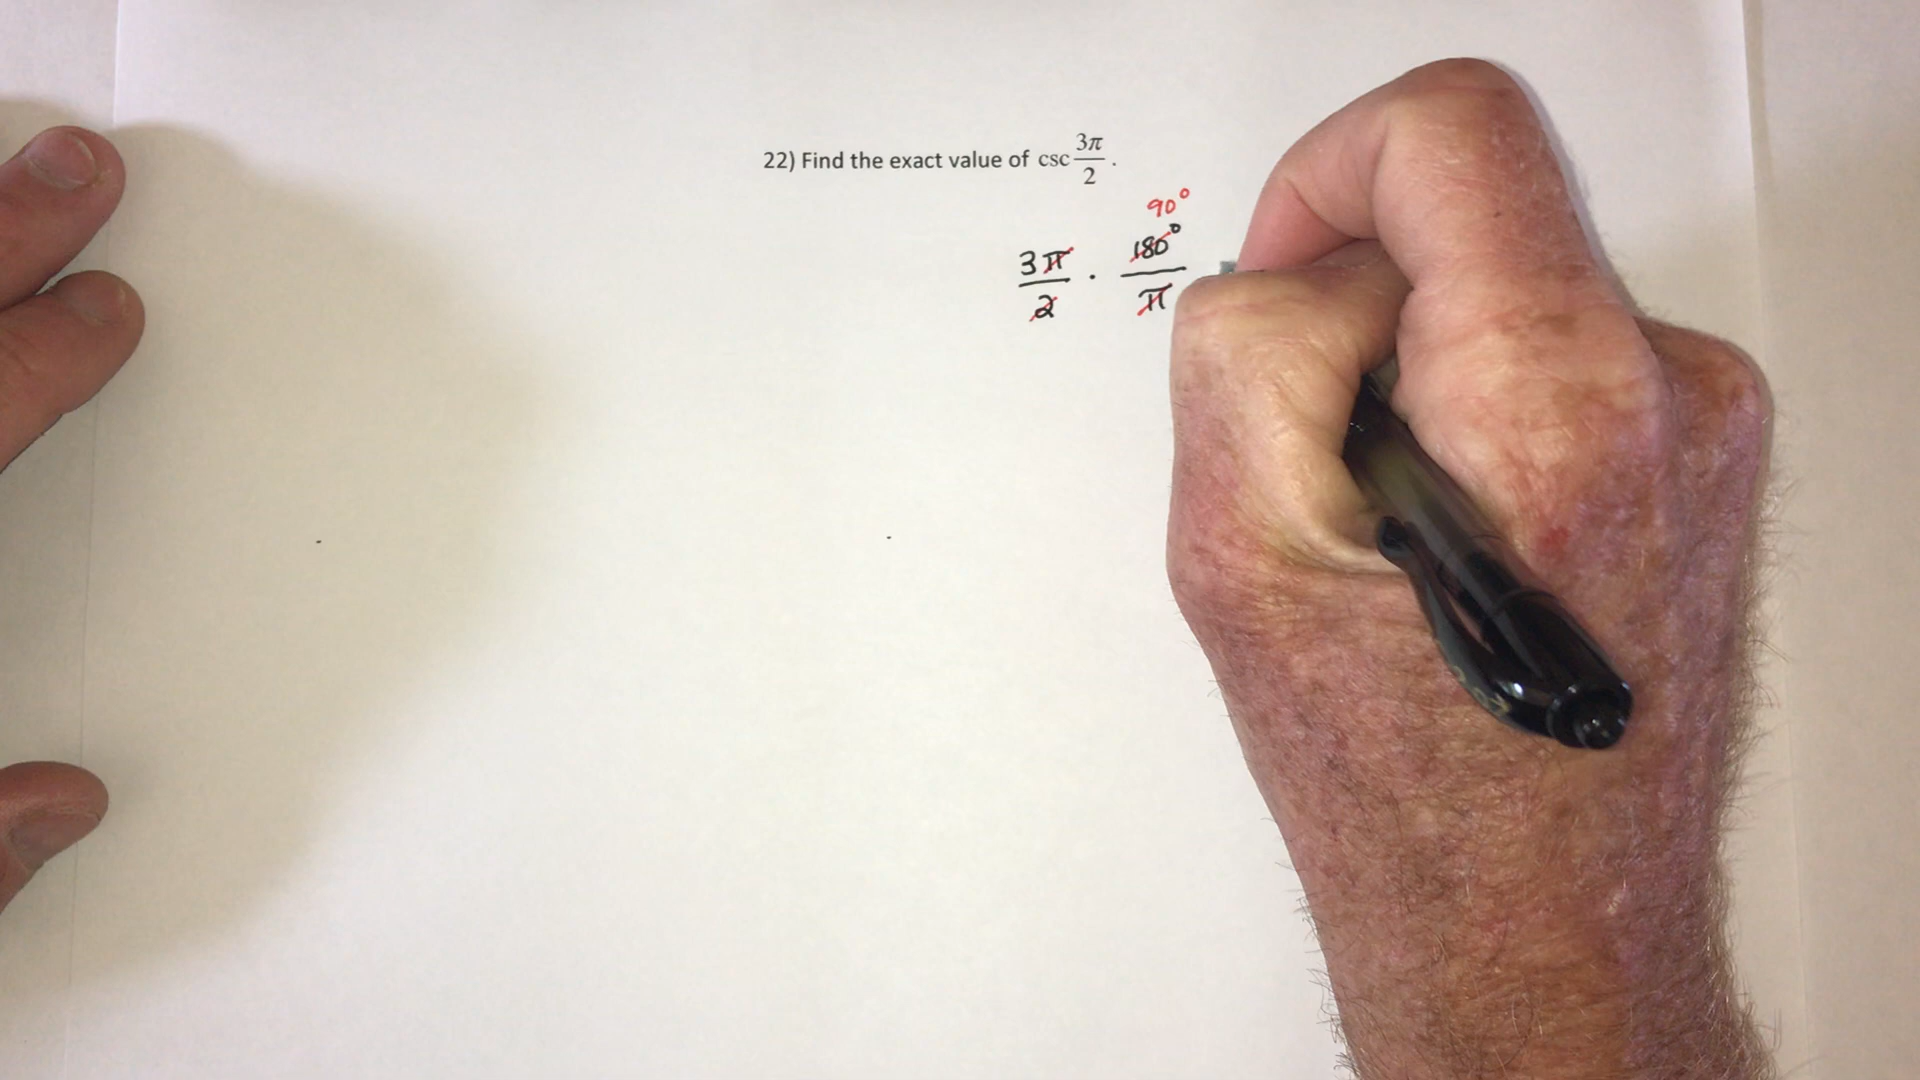 22) Find the exact value of csc 3π/2 .
90°
3π/2 · 180°/π